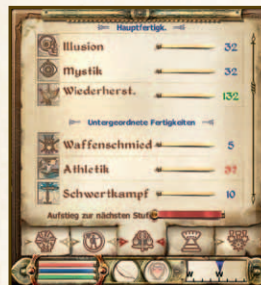 Hauptfertigk.
Illusion 32
Mystik 32
Wiederherst. 132
Untergeordnete Fertigkeiten
Waffenschmied 5
Athletik 37
Schwertkampf 10
Aufstieg zur nächsten Stufe
W N W